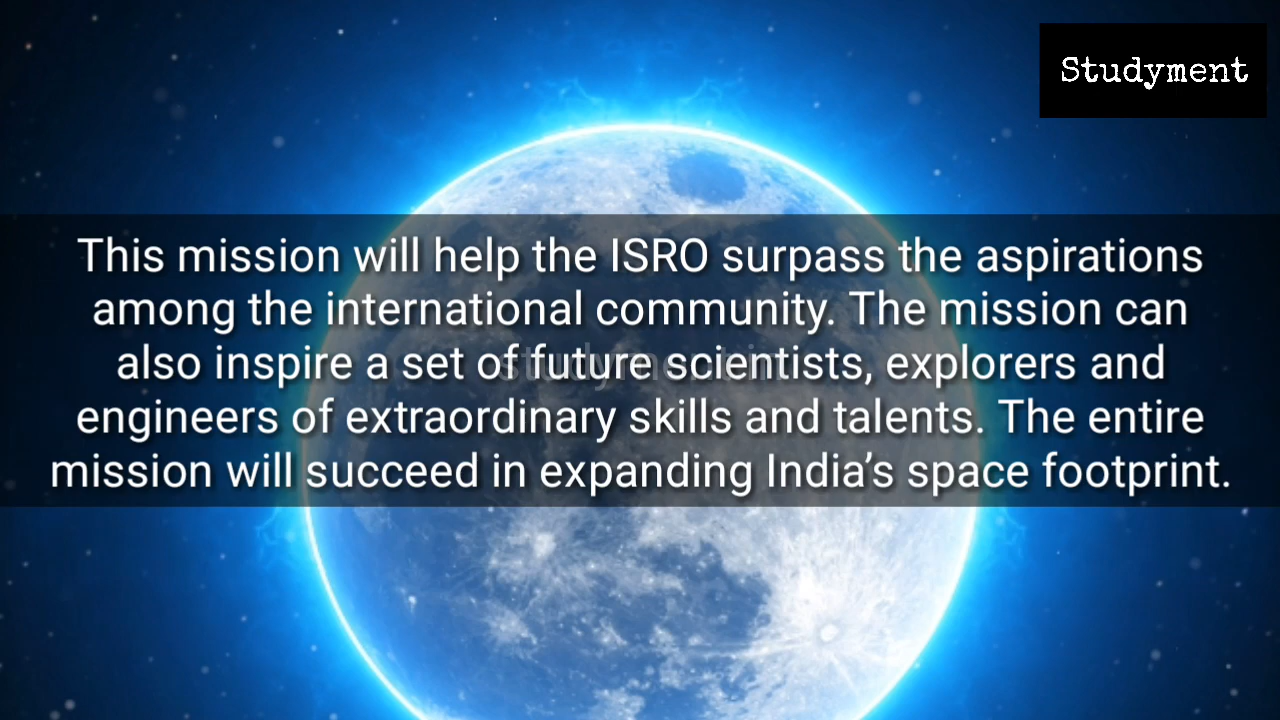 Studyment
This mission will help the ISRO surpass the aspirations
among the international community. The mission can
also inspire a set of future scientists, explorers and
engineers of extraordinary skills and talents. The entire
mission will succeed in expanding India’s space footprint.